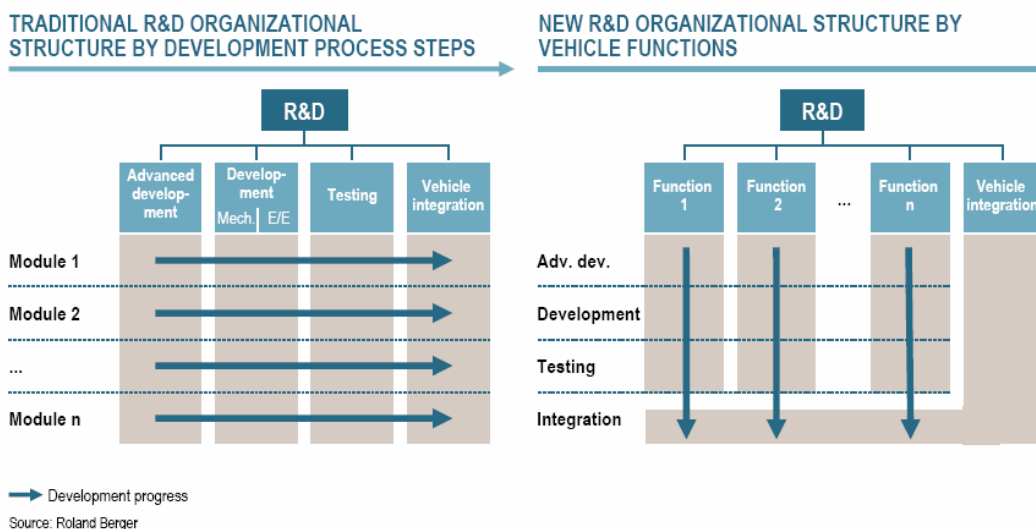 TRADITIONAL R&D ORGANIZATIONAL
STRUCTURE BY DEVELOPMENT PROCESS STEPS
R&D
Advanced
develop-
ment
Develop-
ment
Mech. E/E
Testing
Vehicle
integration
Module 1
Module 2
...
Module n
NEW R&D ORGANIZATIONAL STRUCTURE BY
VEHICLE FUNCTIONS
R&D
Function
1
Function
2
...
Function
n
Vehicle
integration
Adv. dev.
Development
Testing
Integration
Development progress
Source: Roland Berger